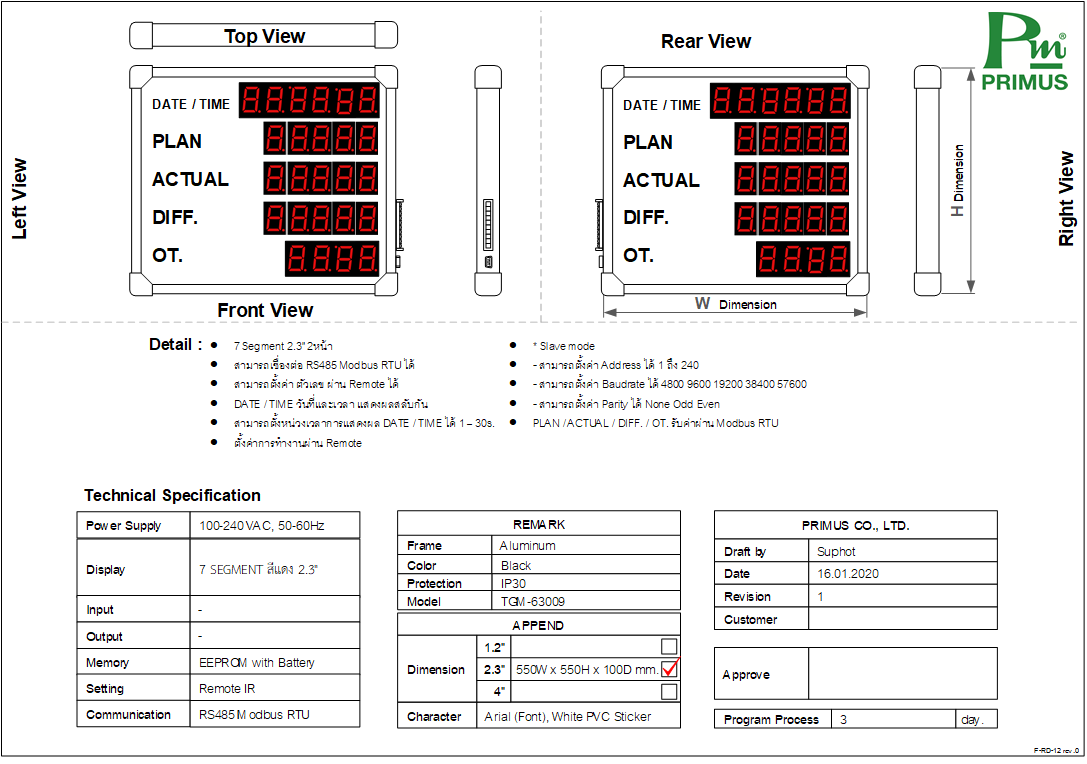 Top View
Rear View
Pm®
PRIMUS
Left View
DATE / TIME
PLAN
ACTUAL
DIFF.
OT.
Front View
DATE / TIME
PLAN
ACTUAL
DIFF.
OT.
W Dimension
H Dimension
Right View
Detail :
● 7 Segment 2.3" 2หน้า
● สามารถเชื่องต่อ RS485 Modbus RTU ได้
● สามารถตั้งค่า ตัวเลข ผ่าน Remote ได้
● DATE / TIME วันที่และเวลา แสดงผลสลับกัน
● สามารถตั้งหน่วงเวลาการแสดงผล DATE / TIME ได้ 1 – 30s.
● ตั้งค่าการทำงานผ่าน Remote
● * Slave mode
● - สามารถตั้งค่า Address ได้ 1 ถึง 240
● - สามารถตั้งค่า Baudrate ได้ 4800 9600 19200 38400 57600
● - สามารถตั้งค่า Parity ได้ None Odd Even
● PLAN / ACTUAL / DIFF. / OT. รับค่าผ่าน Modbus RTU
Technical Specification
Power Supply 100-240 VAC, 50-60Hz
Display 7 SEGMENT สีแดง 2.3"
Input -
Output -
Memory EEPROM with Battery
Setting Remote IR
Communication RS485 Modbus RTU
REMARK
Frame Aluminum
Color Black
Protection IP30
Model TGM-63009
APPEND
Dimension
1.2"
2.3" 550W x 550H x 100D mm.
4"
Character Arial (Font), White PVC Sticker
PRIMUS CO., LTD.
Draft by Suphot
Date 16.01.2020
Revision 1
Customer
Approve
Program Process 3 day.
F-RD-12 rev.0